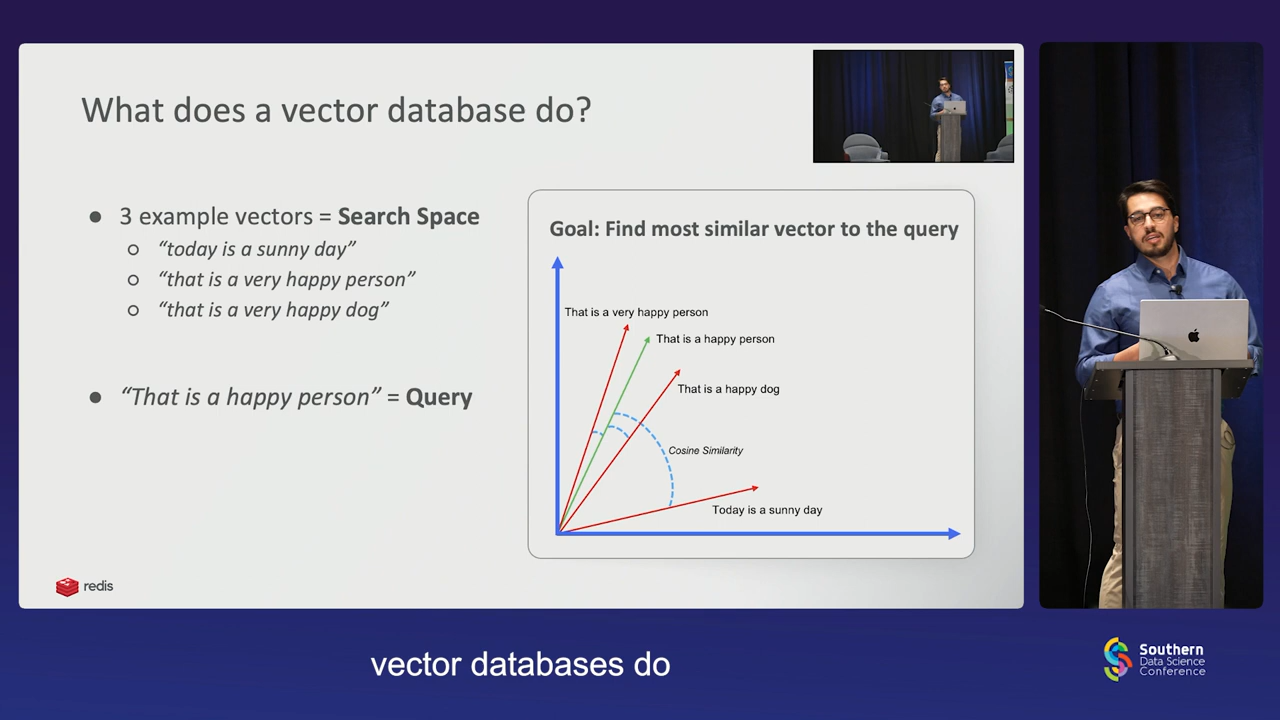 What does a vector database do?
● 3 example vectors = Search Space
○ “today is a sunny day”
○ “that is a very happy person”
○ “that is a very happy dog”
● “That is a happy person” = Query
Goal: Find most similar vector to the query
That is a very happy person
That is a happy person
That is a happy dog
Cosine Similarity
Today is a sunny day
redis
vector databases do
Southern
Data Science
Conference